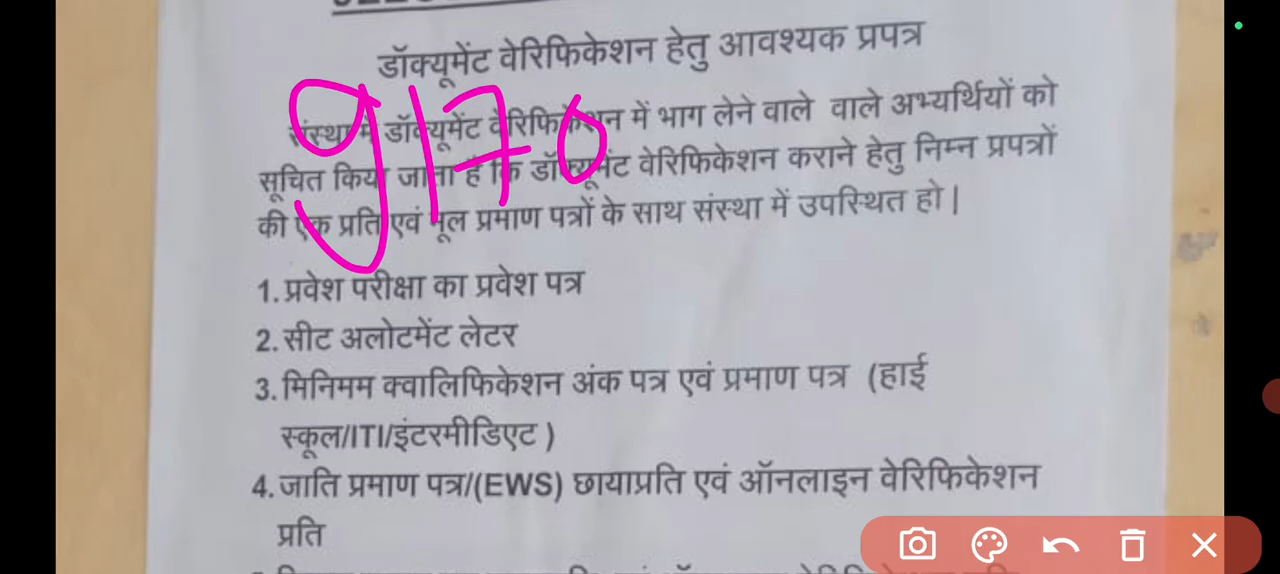 डॉक्यूमेंट वेरिफिकेशन हेतु आवश्यक प्रपत्र
संस्था में डॉक्यूमेंट वेरिफिकेशन में भाग लेने वाले वाले अभ्यर्थियों को
सूचित किया जाता है कि डॉक्यूमेंट वेरिफिकेशन कराने हेतु निम्न प्रपत्रों
की एक प्रति एवं मूल प्रमाण पत्रों के साथ संस्था में उपस्थित हो |
9170
1. प्रवेश परीक्षा का प्रवेश पत्र
2. सीट अलोटमेंट लेटर
3. मिनिमम क्वालिफिकेशन अंक पत्र एवं प्रमाण पत्र (हाई
स्कूल/ITI/इंटरमीडिएट )
4. जाति प्रमाण पत्र/(EWS) छायाप्रति एवं ऑनलाइन वेरिफिकेशन
प्रति